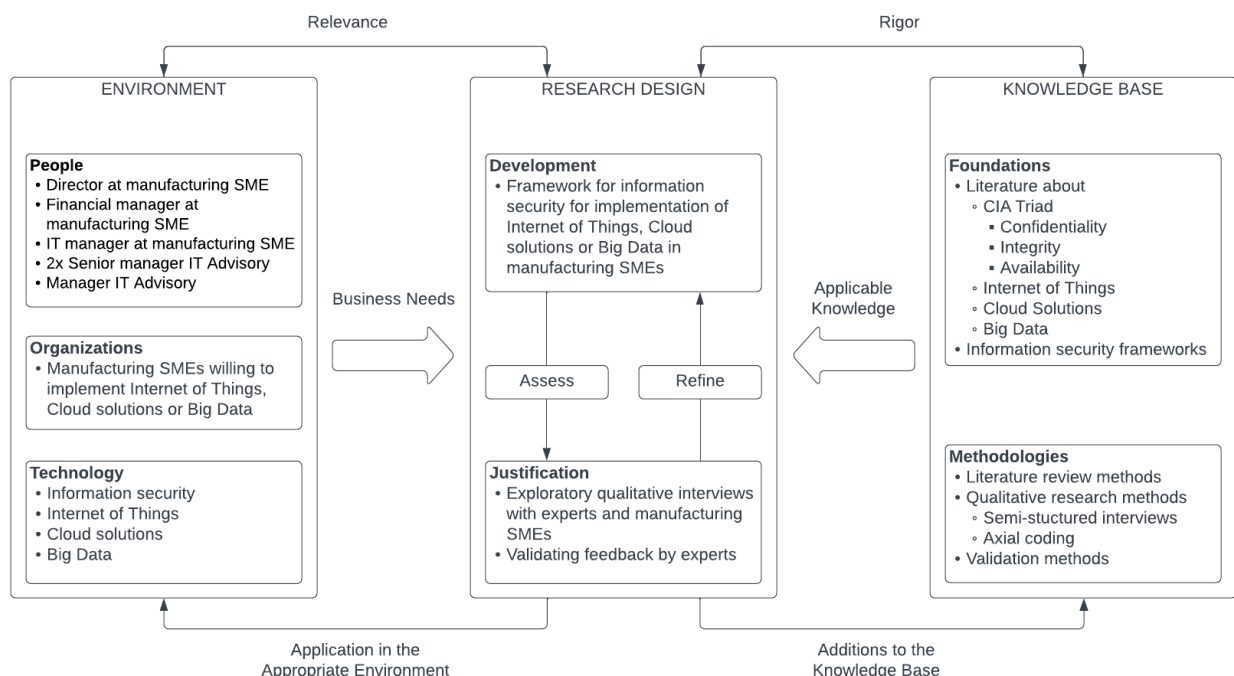 Relevance
Rigor
ENVIRONMENT
People
• Director at manufacturing SME
• Financial manager at
manufacturing SME
• IT manager at manufacturing SME
• 2x Senior manager IT Advisory
• Manager IT Advisory
Organizations
• Manufacturing SMEs willing to
implement Internet of Things,
Cloud solutions or Big Data
Technology
• Information security
• Internet of Things
• Cloud solutions
• Big Data
Business Needs
RESEARCH DESIGN
Development
• Framework for information
security for implementation of
Internet of Things, Cloud
solutions or Big Data in
manufacturing SMEs
Assess
Refine
Justification
• Exploratory qualitative interviews
with experts and manufacturing
SMEs
• Validating feedback by experts
Applicable
Knowledge
KNOWLEDGE BASE
Foundations
• Literature about
◦ CIA Triad
▪ Confidentiality
▪ Integrity
▪ Availability
◦ Internet of Things
◦ Cloud Solutions
◦ Big Data
• Information security frameworks
Methodologies
• Literature review methods
• Qualitative research methods
◦ Semi-stuctured interviews
◦ Axial coding
• Validation methods
Application in the
Appropriate Environment
Additions to the
Knowledge Base